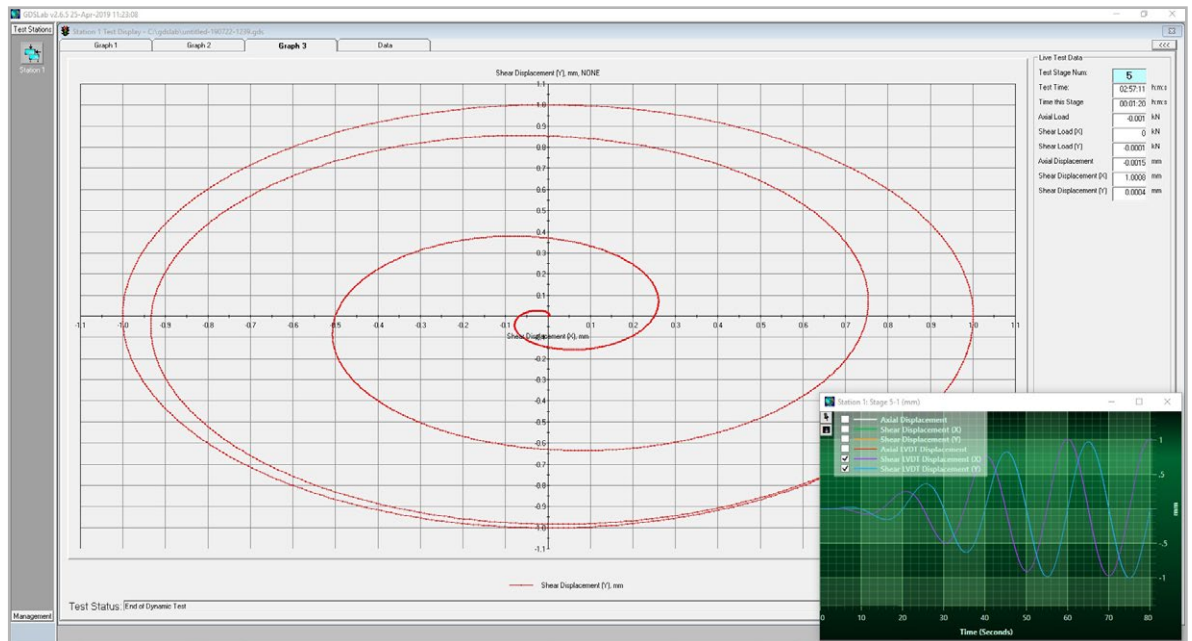 GDSLab v2.6.5 25-Apr-2019 11:23:08
Test Stations
Station 1
Management
Station 1 Test Display - C:\gdslab\untitled-190722-1239.gds
Graph 1 Graph 2 Graph 3 Data
<<<
Shear Displacement (Y), mm, NONE
1.1
1.0
0.9
0.8
0.7
0.6
0.5
0.4
0.3
0.2
0.1
-1.1 -1.0 -0.9 -0.8 -0.7 -0.6 -0.5 -0.4 -0.3 -0.2 -0.1 0.1 0.2 0.3 0.4 0.5 0.6 0.7 0.8 0.9 1.0 1.1
Shear Displacement (X), mm
-0.2
-0.3
-0.4
-0.5
-0.6
-0.7
-0.8
-0.9
-1.0
-1.1
Shear Displacement (Y), mm
Test Status: End of Dynamic Test
Live Test Data
Test Stage Num: 5
Test Time: 02:57:11 h:m:s
Time this Stage 00:01:20 h:m:s
Axial Load -0.001 kN
Shear Load (X) 0 kN
Shear Load (Y) -0.0001 kN
Axial Displacement -0.0015 mm
Shear Displacement (X) 1.0000 mm
Shear Displacement (Y) 0.0004 mm
Station 1: Stage 5-1 (mm)
Axial Displacement
Shear Displacement (X)
Shear Displacement (Y)
Axial LVDT Displacement
Shear LVDT Displacement (X)
Shear LVDT Displacement (Y)
1
.5
0
-.5
-1
mm
0 10 20 30 40 50 60 70 80
Time (Seconds)